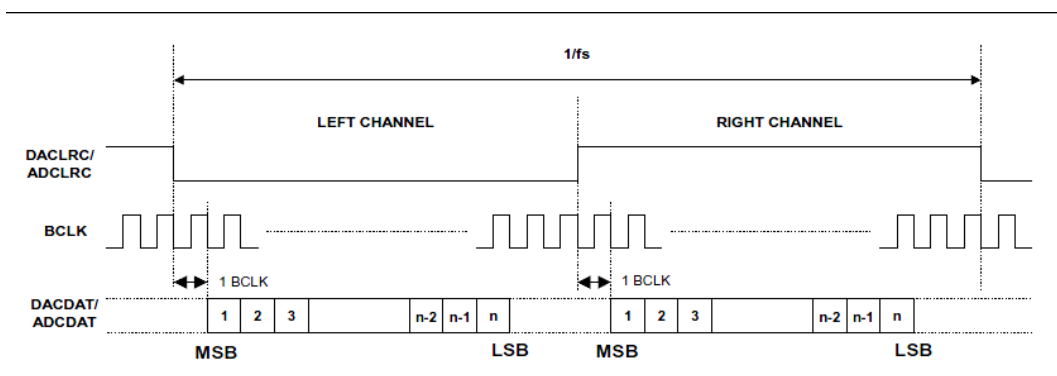 1/fs
LEFT CHANNEL
RIGHT CHANNEL
DACLRC/
ADCLRC
BCLK
1 BCLK
1 BCLK
DACDAT/
ADCDAT
1 2 3 n-2 n-1 n
1 2 3 n-2 n-1 n
MSB
LSB
MSB
LSB